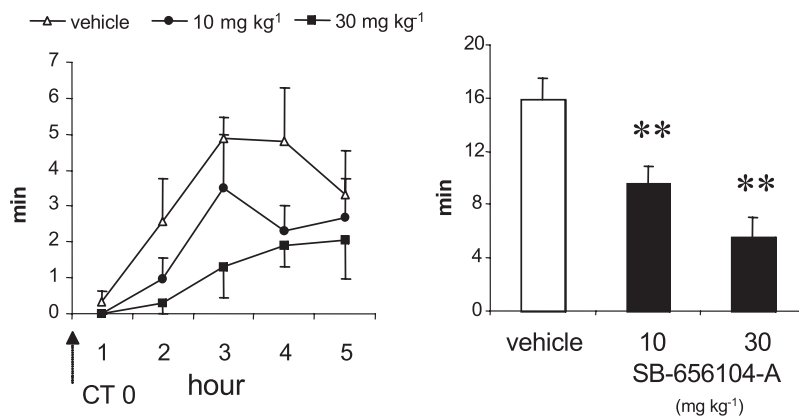 vehicle 10 mg kg-1 30 mg kg-1
7
6
5
4
3
2
1
0
min
1 2 3 4 5
CT 0
hour
20
16
12
8
4
0
min
**
**
vehicle 10 30
SB-656104-A
(mg kg-1)